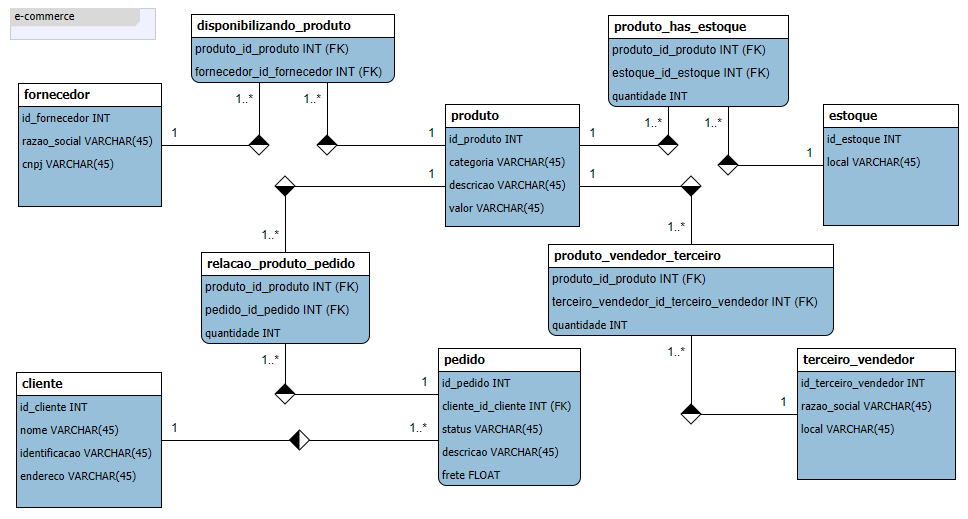 e-commerce
disponibilizando_produto
produto_id_produto INT (FK)
fornecedor_id_fornecedor INT (FK)
produto_has_estoque
produto_id_produto INT (FK)
estoque_id_estoque INT (FK)
quantidade INT
fornecedor
id_fornecedor INT
razao_social VARCHAR(45)
cnpj VARCHAR(45)
1..*
1..*
1
1
produto
id_produto INT
categoria VARCHAR(45)
descricao VARCHAR(45)
valor VARCHAR(45)
1
1..*
1..*
1
estoque
id_estoque INT
local VARCHAR(45)
1
1
1..*
1..*
relacao_produto_pedido
produto_id_produto INT (FK)
pedido_id_pedido INT (FK)
quantidade INT
produto_vendedor_terceiro
produto_id_produto INT (FK)
terceiro_vendedor_id_terceiro_vendedor INT (FK)
quantidade INT
1..*
1
1..*
1
cliente
id_cliente INT
nome VARCHAR(45)
identificacao VARCHAR(45)
endereco VARCHAR(45)
1
1..*
pedido
id_pedido INT
cliente_id_cliente INT (FK)
status VARCHAR(45)
descricao VARCHAR(45)
frete FLOAT
terceiro_vendedor
id_terceiro_vendedor INT
razao_social VARCHAR(45)
local VARCHAR(45)